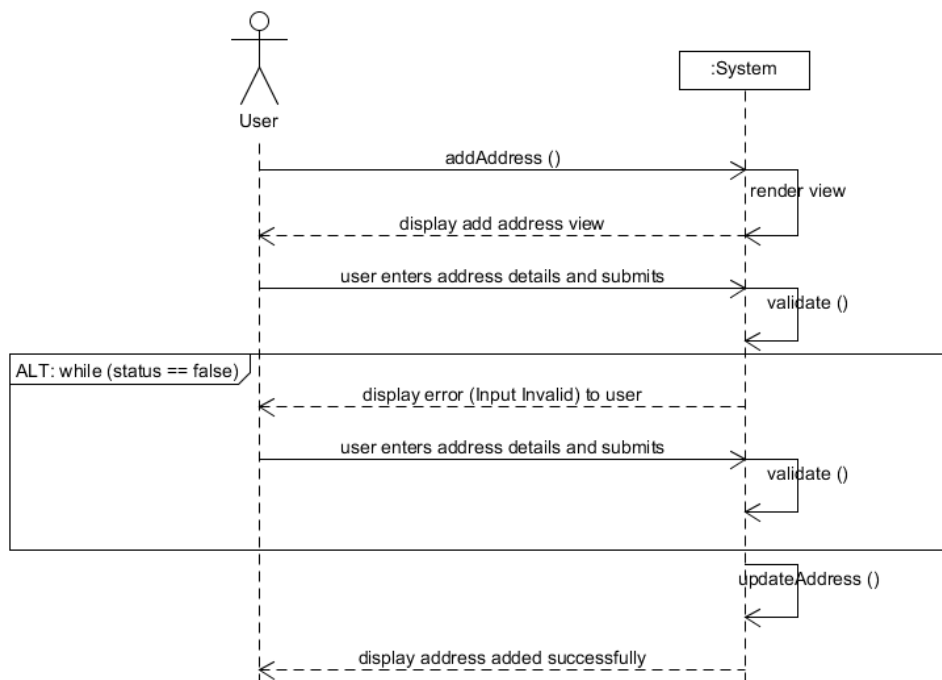 :System
User
addAddress ()
render view
display add address view
user enters address details and submits
validate ()
ALT: while (status == false)
display error (Input Invalid) to user
user enters address details and submits
validate ()
updateAddress ()
display address added successfully